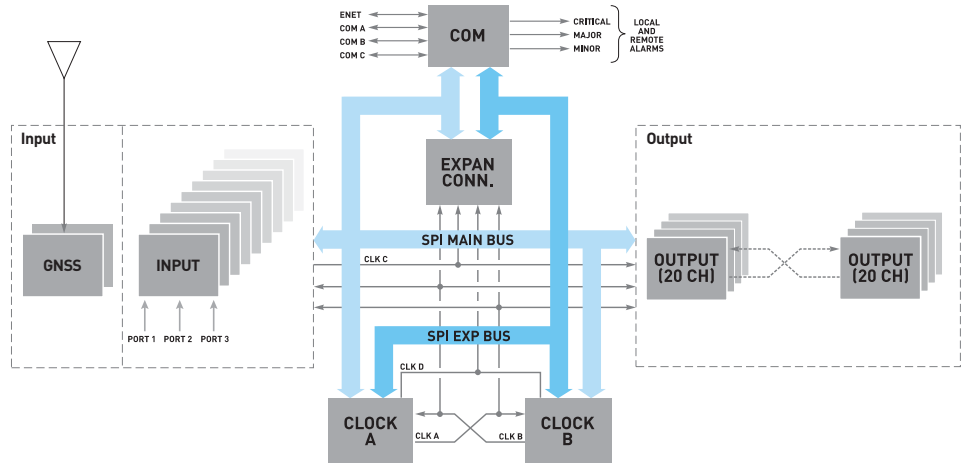 ENET
COM A
COM B
COM C
COM
CRITICAL
MAJOR
MINOR
LOCAL
AND
REMOTE
ALARMS
Input
Output
EXPAN
CONN.
GNSS
INPUT
PORT 1
PORT 2
PORT 3
SPI MAIN BUS
CLK C
OUTPUT
(20 CH)
OUTPUT
(20 CH)
SPI EXP BUS
CLK D
CLOCK
A
CLK A
CLK B
CLOCK
B